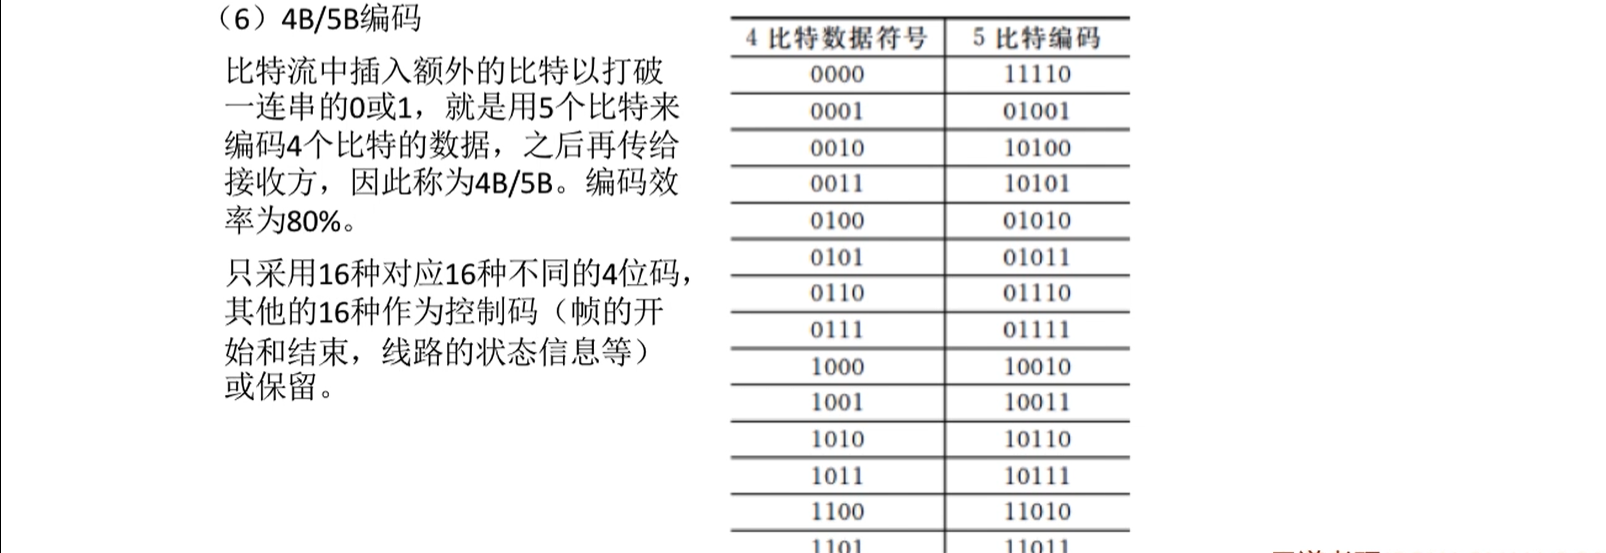 （6）4B/5B编码
比特流中插入额外的比特以打破
一连串的0或1，就是用5个比特来
编码4个比特的数据，之后再传给
接收方，因此称为4B/5B。编码效
率为80%。
只采用16种对应16种不同的4位码，
其他的16种作为控制码（帧的开
始和结束，线路的状态信息等）
或保留。
4 比特数据符号 5 比特编码
0000 11110
0001 01001
0010 10100
0011 10101
0100 01010
0101 01011
0110 01110
0111 01111
1000 10010
1001 10011
1010 10110
1011 10111
1100 11010
1101 11011